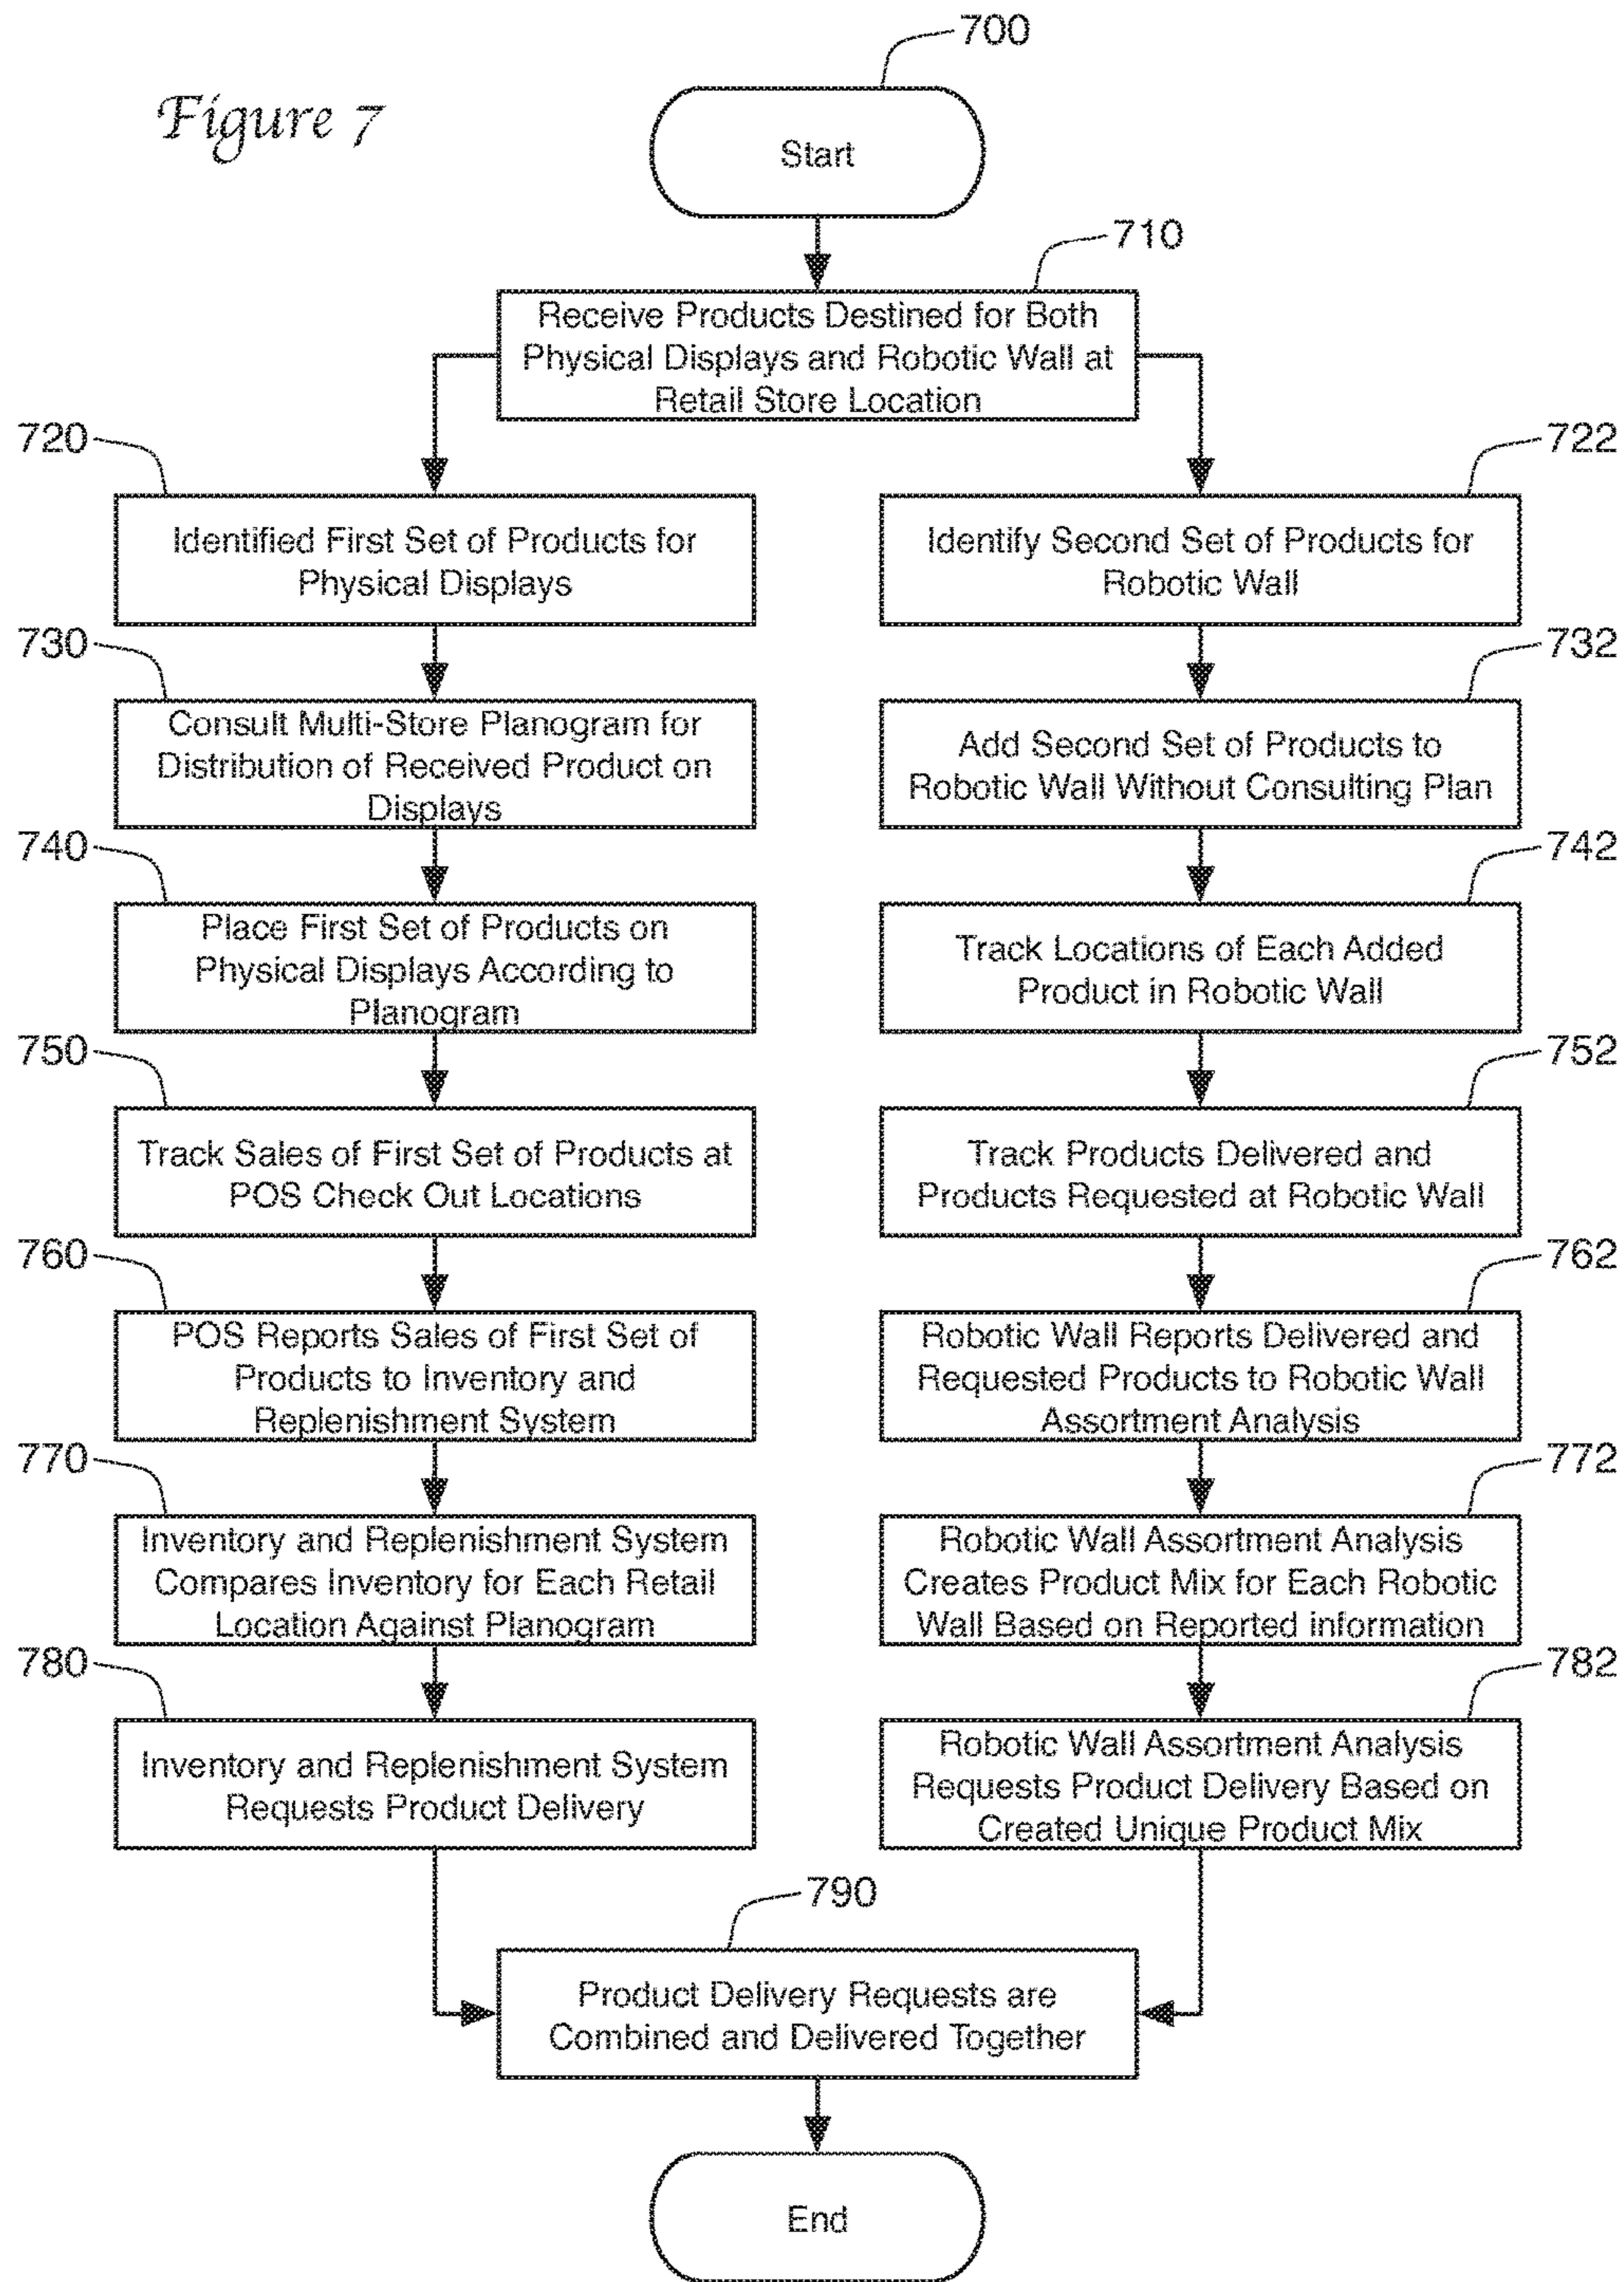 700
Figure 7
Start
710
Receive Products Destined for Both
Physical Displays and Robotic Wall at
Retail Store Location
720
722
Identified First Set of Products for
Physical Displays
Identify Second Set of Products for
Robotic Wall
730
732
Consult Multi-Store Planogram for
Distribution of Received Product on
Displays
Add Second Set of Products to
Robotic Wall Without Consulting Plan
740
742
Place First Set of Products on
Physical Displays According to
Planogram
Track Locations of Each Added
Product in Robotic Wall
750
752
Track Sales of First Set of Products at
POS Check Out Locations
Track Products Delivered and
Products Requested at Robotic Wall
760
762
POS Reports Sales of First Set of
Products to Inventory and
Replenishment System
Robotic Wall Reports Delivered and
Requested Products to Robotic Wall
Assortment Analysis
770
772
Inventory and Replenishment System
Compares Inventory for Each Retail
Location Against Planogram
Robotic Wall Assortment Analysis
Creates Product Mix for Each Robotic
Wall Based on Reported information
780
782
Inventory and Replenishment System
Requests Product Delivery
Robotic Wall Assortment Analysis
Requests Product Delivery Based on
Created Unique Product Mix
790
Product Delivery Requests are
Combined and Delivered Together
End